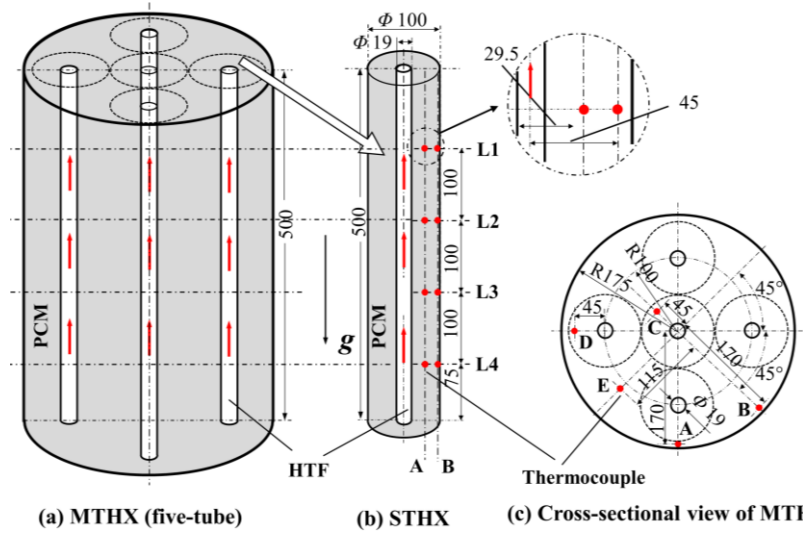 Φ 100
Φ 19
29.5
45
L1
L2
L3
L4
500
500
100
100
100
75
PCM
PCM
g
HTF
A B
Thermocouple
R100
R175
45
45
45°
45°
170
115
170
Φ 19
A
B
C
D
E
(a) MTHX (five-tube)
(b) STHX
(c) Cross-sectional view of MTH